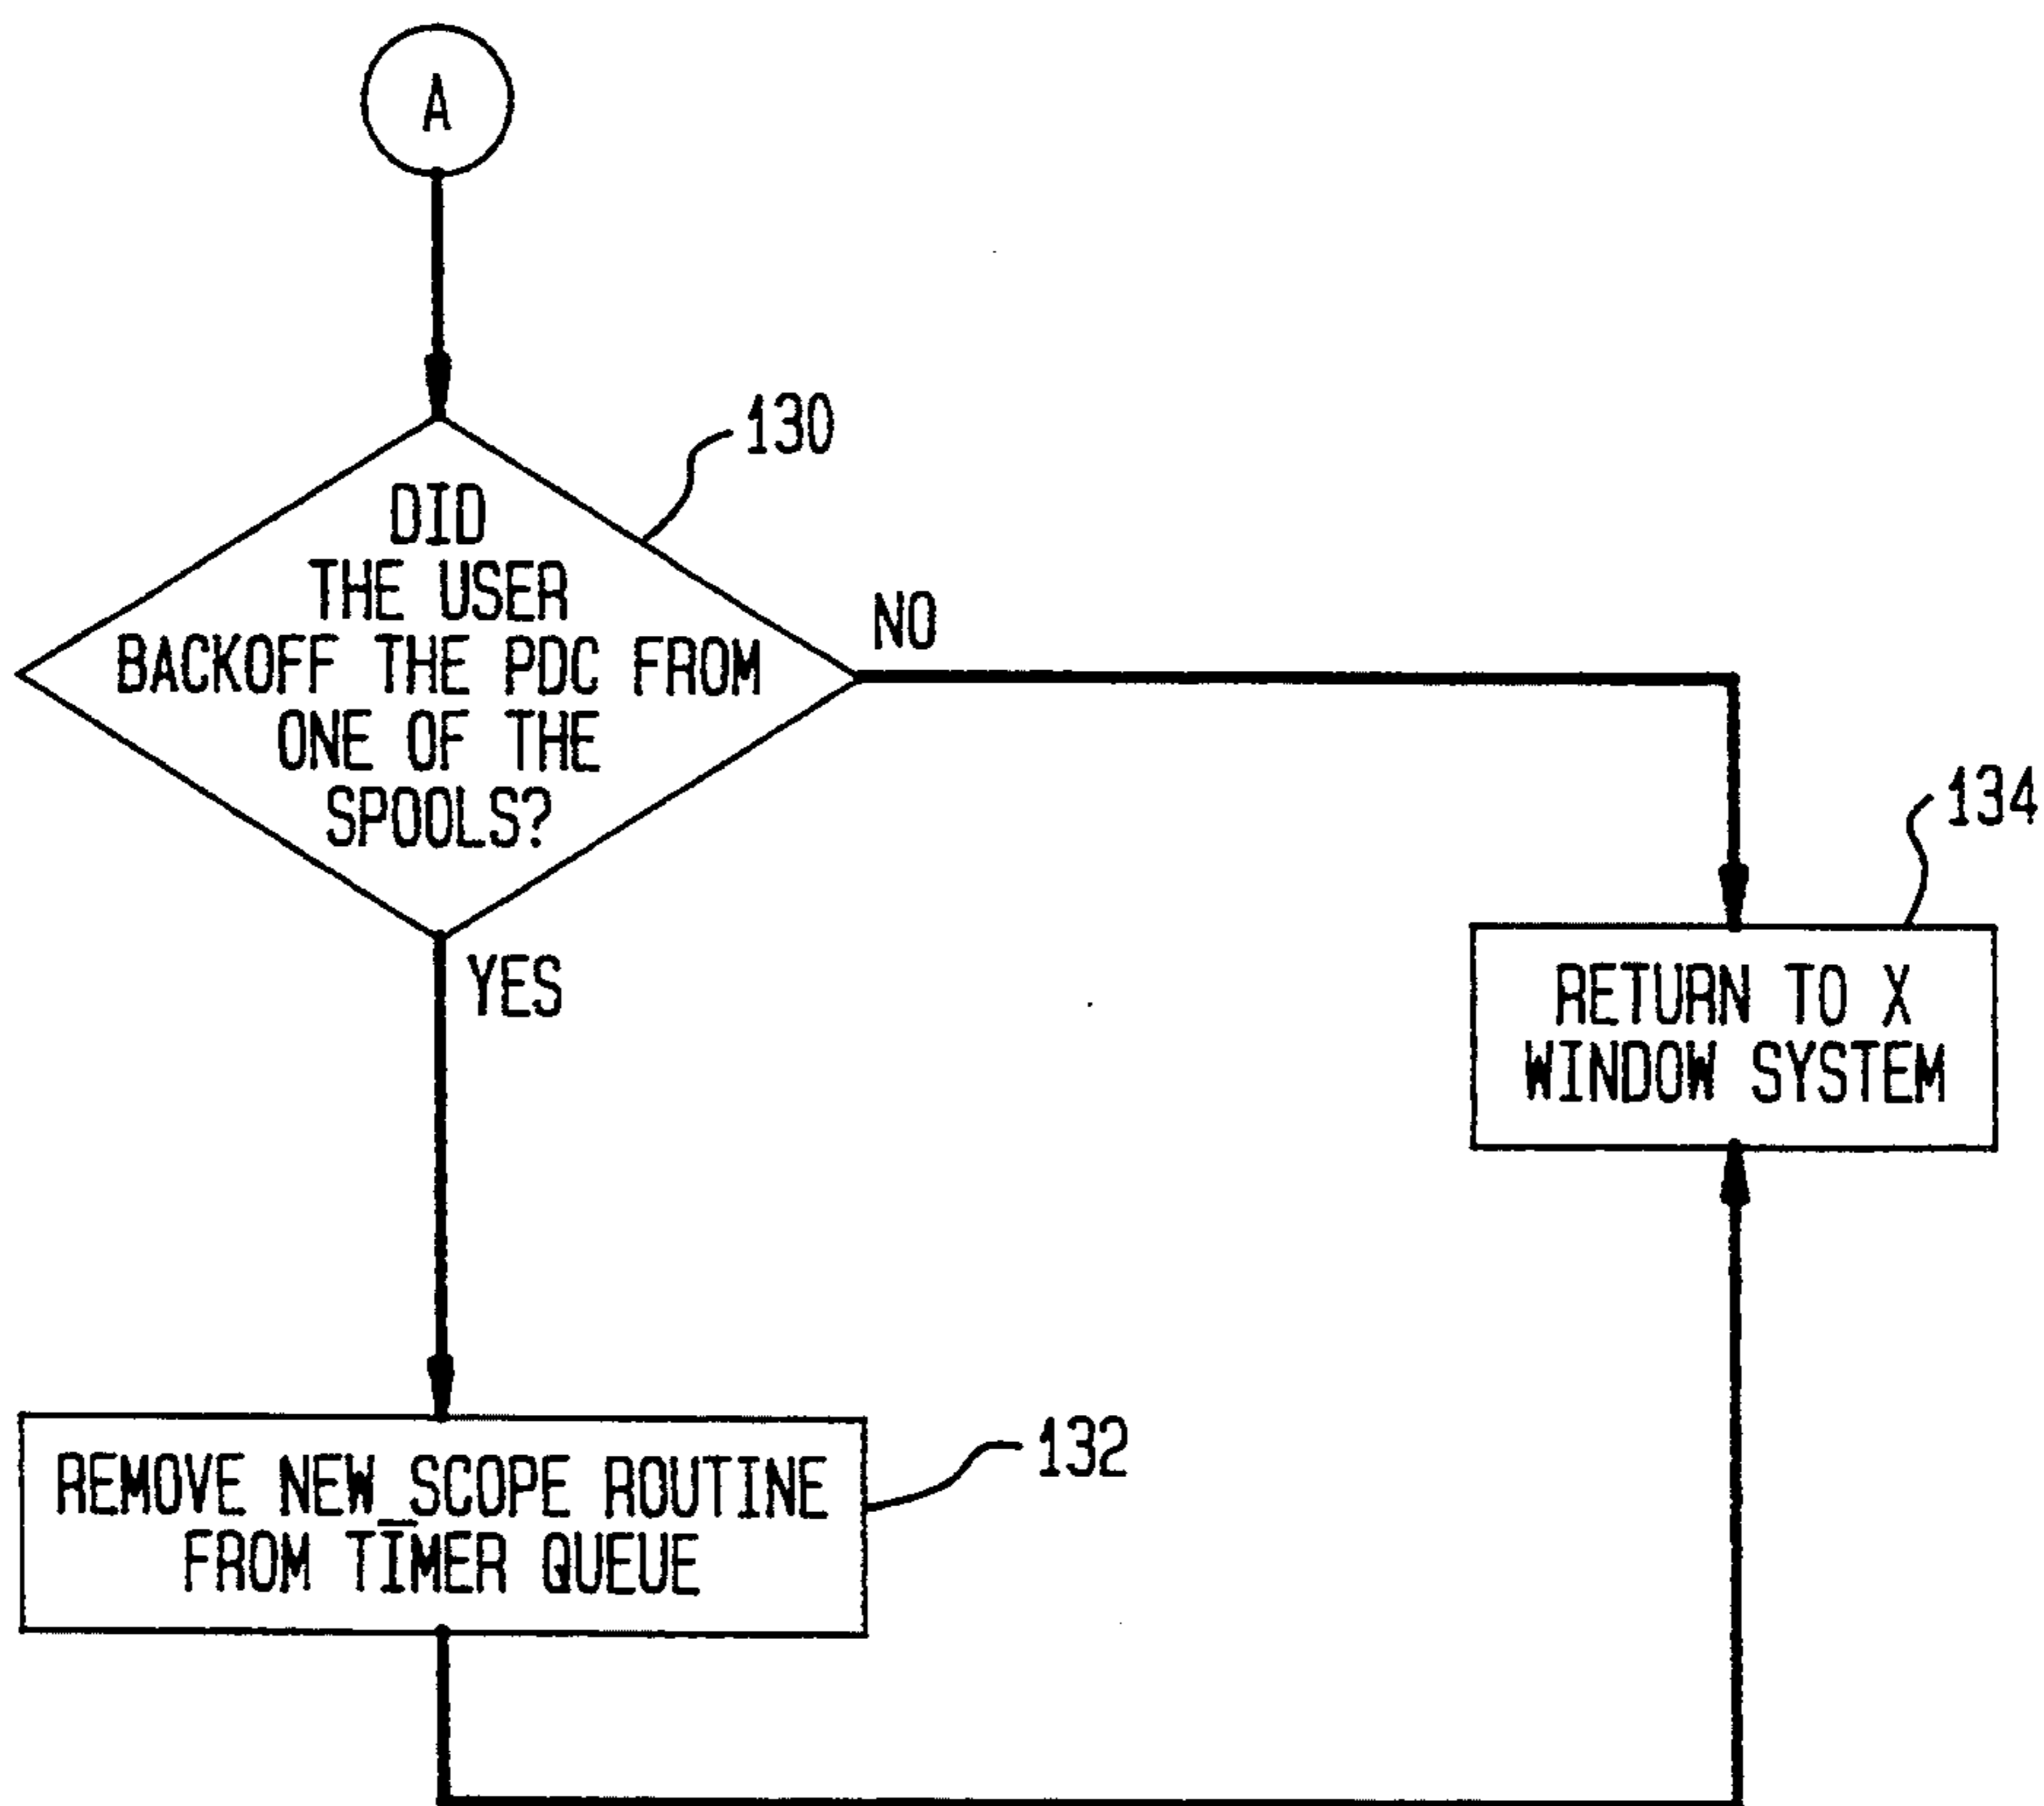 A
130
DID
THE USER
BACKOFF THE PDC FROM
ONE OF THE
SPOOLS?
NO
YES
134
RETURN TO X
WINDOW SYSTEM
132
REMOVE NEW_SCOPE ROUTINE
FROM TIMER QUEUE